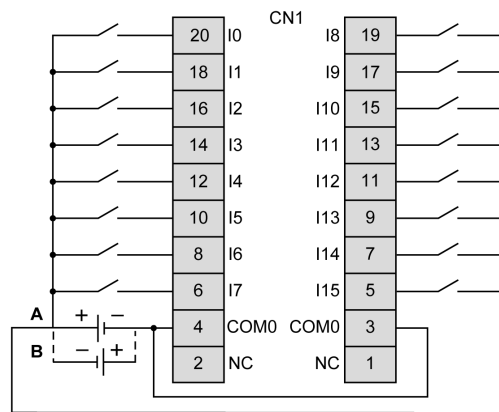 CN1
20 I0 I8 19
18 I1 I9 17
16 I2 I10 15
14 I3 I11 13
12 I4 I12 11
10 I5 I13 9
8 I6 I14 7
6 I7 I15 5
A + − 4 COM0 COM0 3
B − + 2 NC NC 1